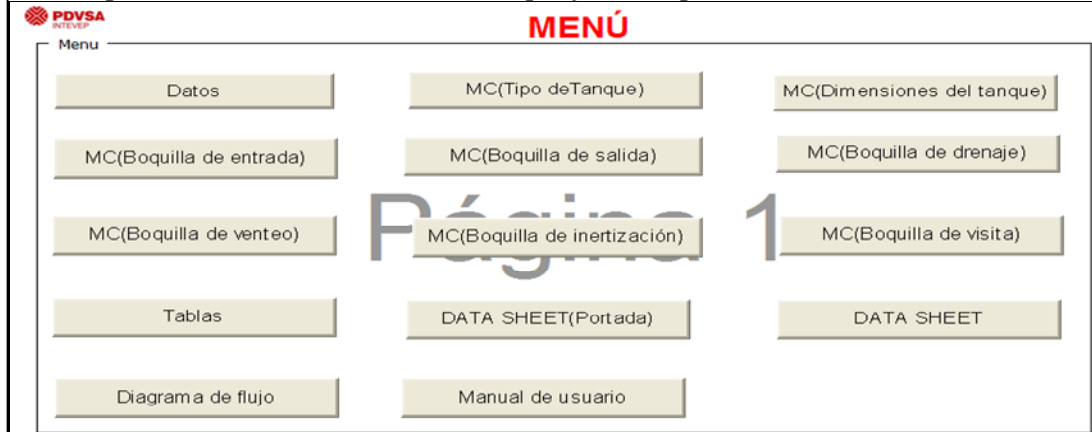 PDVSA
INTEVEP
MENÚ
Menu
Datos
MC(Tipo deTanque)
MC(Dimensiones del tanque)
MC(Boquilla de entrada)
MC(Boquilla de salida)
MC(Boquilla de drenaje)
Página 1
MC(Boquilla de venteo)
MC(Boquilla de inertización)
MC(Boquilla de visita)
Tablas
DATA SHEET(Portada)
DATA SHEET
Diagrama de flujo
Manual de usuario